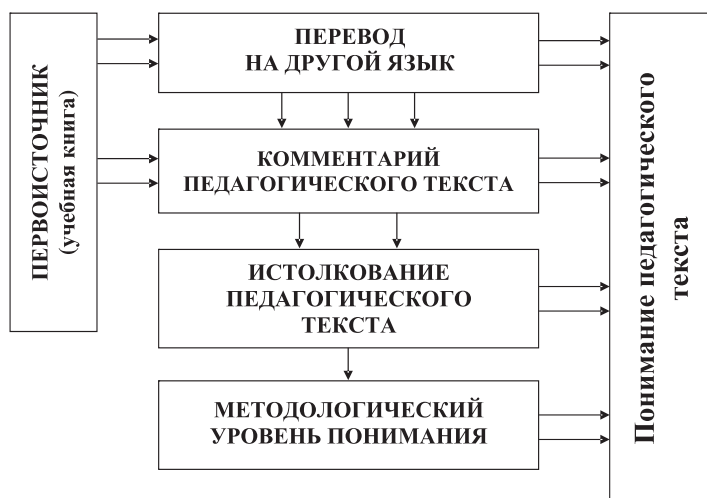 ПЕРВОИСТОЧНИК
(учебная книга)
ПЕРЕВОД
НА ДРУГОЙ ЯЗЫК
КОММЕНТАРИЙ
ПЕДАГОГИЧЕСКОГО ТЕКСТА
ИСТОЛКОВАНИЕ
ПЕДАГОГИЧЕСКОГО
ТЕКСТА
МЕТОДОЛОГИЧЕСКИЙ
УРОВЕНЬ ПОНИМАНИЯ
Понимание педагогического
текста